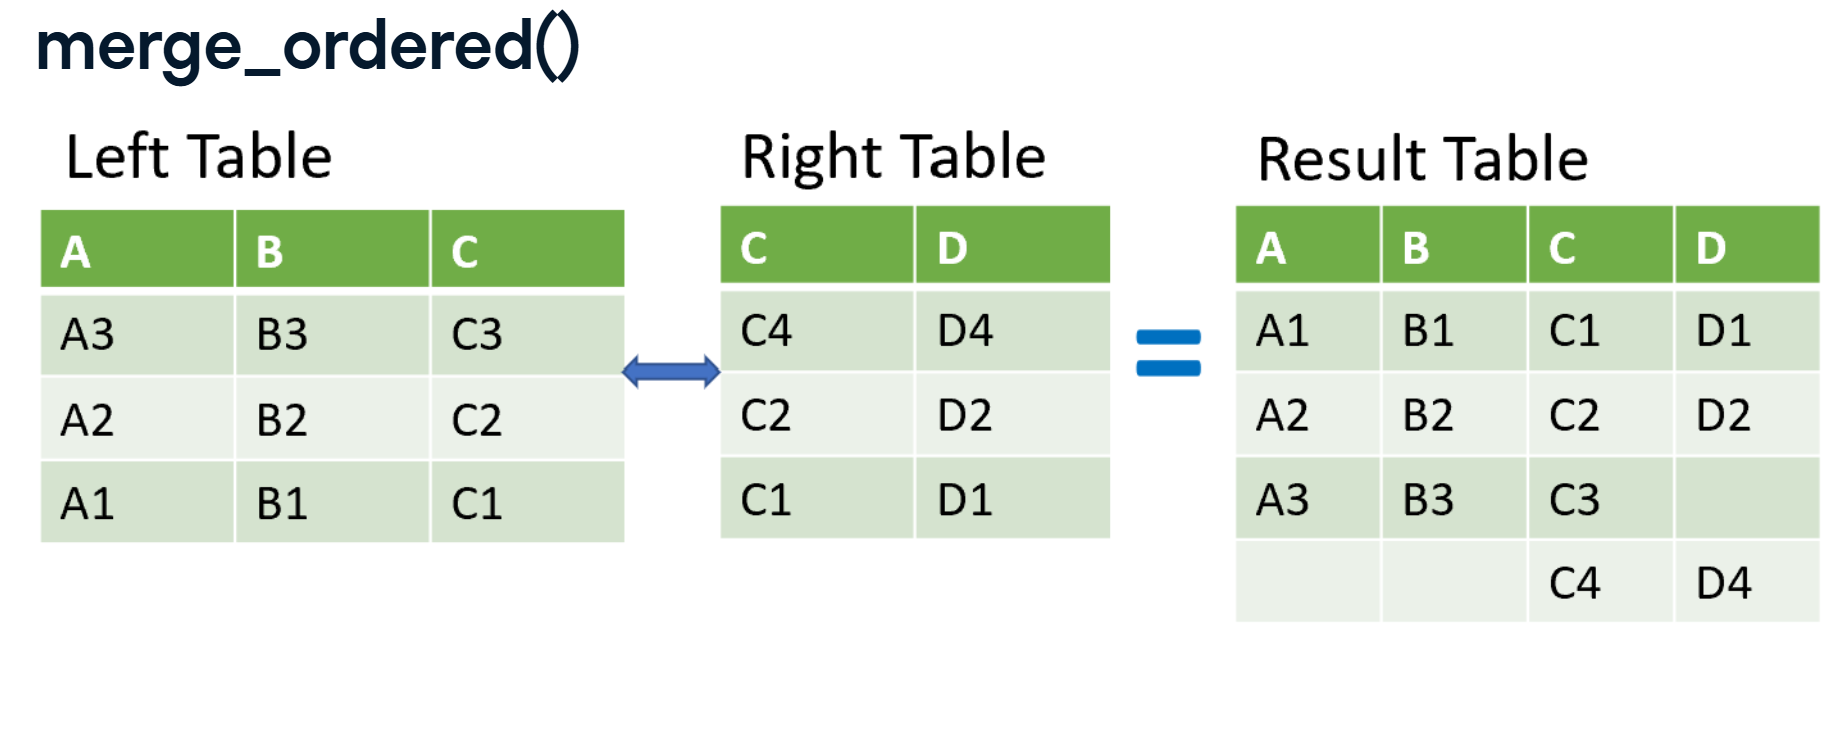 merge_ordered()
Left Table
A B C
A3 B3 C3
A2 B2 C2
A1 B1 C1
Right Table
C D
C4 D4
C2 D2
C1 D1
=
Result Table
A B C D
A1 B1 C1 D1
A2 B2 C2 D2
A3 B3 C3
C4 D4